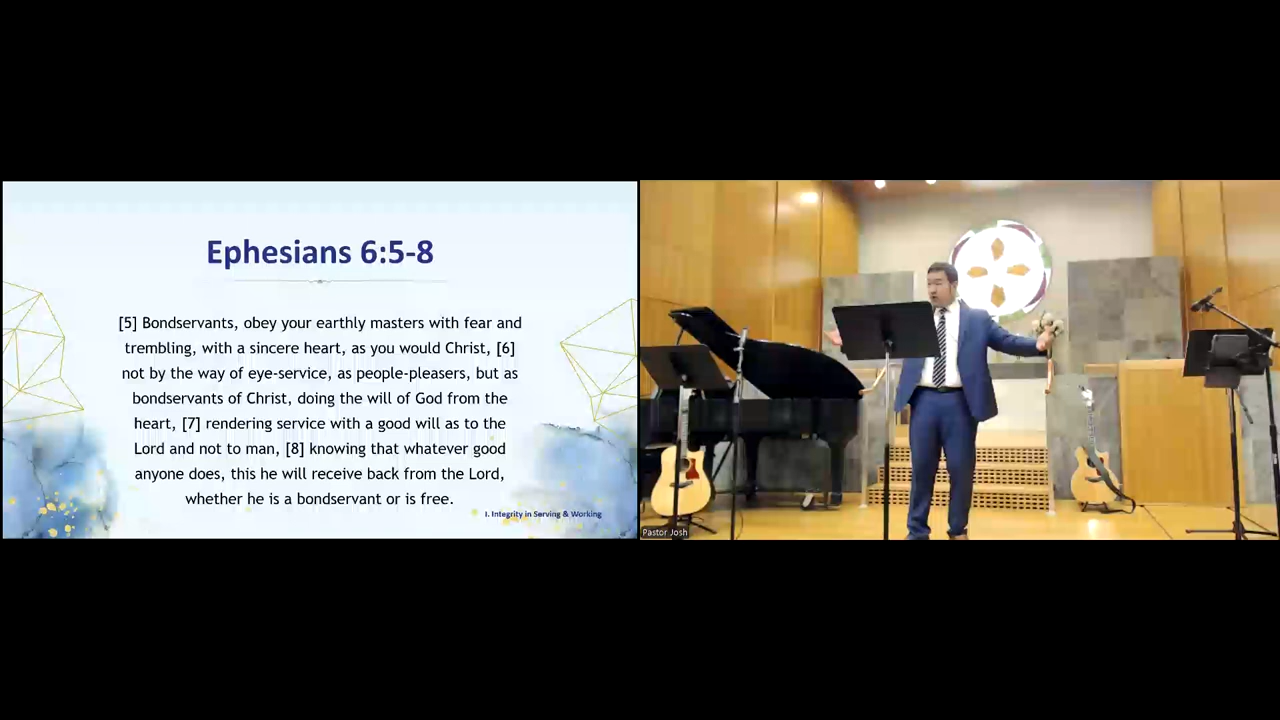 Ephesians 6:5-8
[5] Bondservants, obey your earthly masters with fear and
trembling, with a sincere heart, as you would Christ, [6]
not by the way of eye-service, as people-pleasers, but as
bondservants of Christ, doing the will of God from the
heart, [7] rendering service with a good will as to the
Lord and not to man, [8] knowing that whatever good
anyone does, this he will receive back from the Lord,
whether he is a bondservant or is free.
I. Integrity in Serving & Working
Pastor Josh